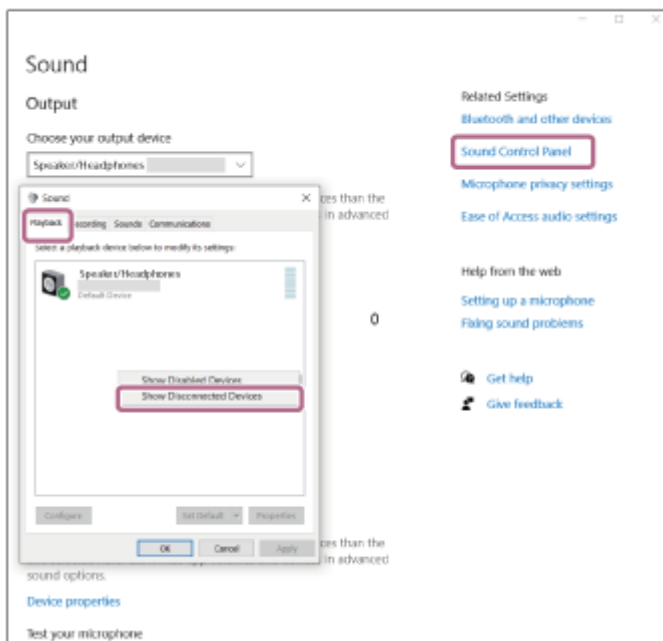 Sound
Output
Choose your output device
Speaker/Headphones
Sound
Playback
ecording
Sounds
Communications
Select a playback device below to modify its settings:
Speaker/Headphones
Default Device
Show Disabled Devices
Show Disconnected Devices
Configure
Set Default
Properties
OK
Cancel
Apply
ces than the
in advanced
0
ces than the
in advanced
sound options.
Device properties
Test your microphone
Related Settings
Bluetooth and other devices
Sound Control Panel
Microphone privacy settings
Ease of Access audio settings
Help from the web
Setting up a microphone
Fixing sound problems
Get help
Give feedback